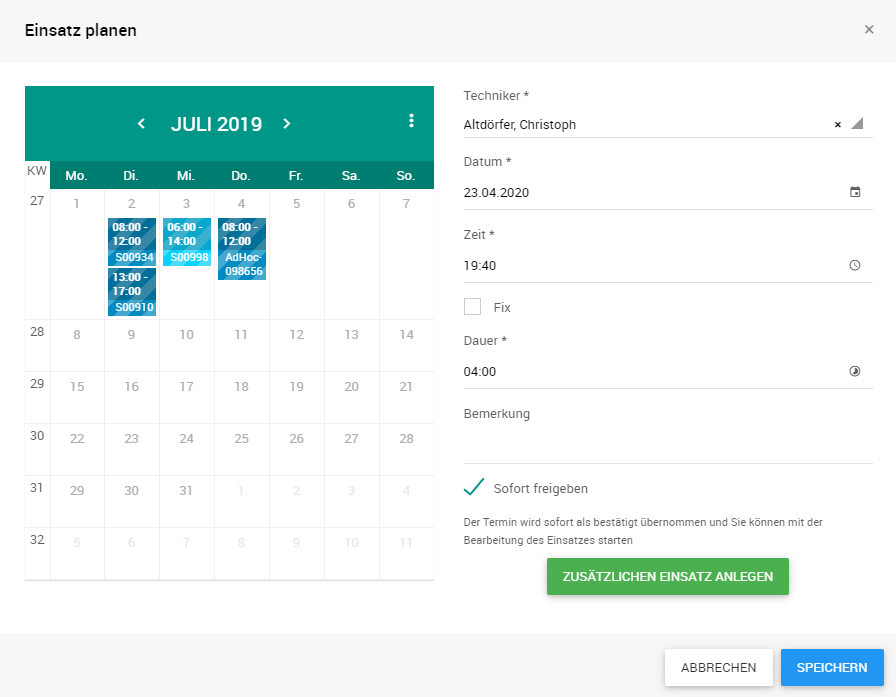 Einsatz planen
×
JULI 2019
KW Mo. Di. Mi. Do. Fr. Sa. So.
27 1 2 3 4 5 6 7
08:00 -
12:00
S00934
13:00 -
17:00
S00910
06:00 -
14:00
S00998
08:00 -
12:00
AdHoc-
098656
28 8 9 10 11 12 13 14
29 15 16 17 18 19 20 21
30 22 23 24 25 26 27 28
31 29 30 31 1 2 3 4
32 5 6 7 8 9 10 11
Techniker *
Altdörfer, Christoph ×
Datum *
23.04.2020
Zeit *
19:40
Fix
Dauer *
04:00
Bemerkung
Sofort freigeben
Der Termin wird sofort als bestätigt übernommen und Sie können mit der
Bearbeitung des Einsatzes starten
ZUSÄTZLICHEN EINSATZ ANLEGEN
ABBRECHEN
SPEICHERN